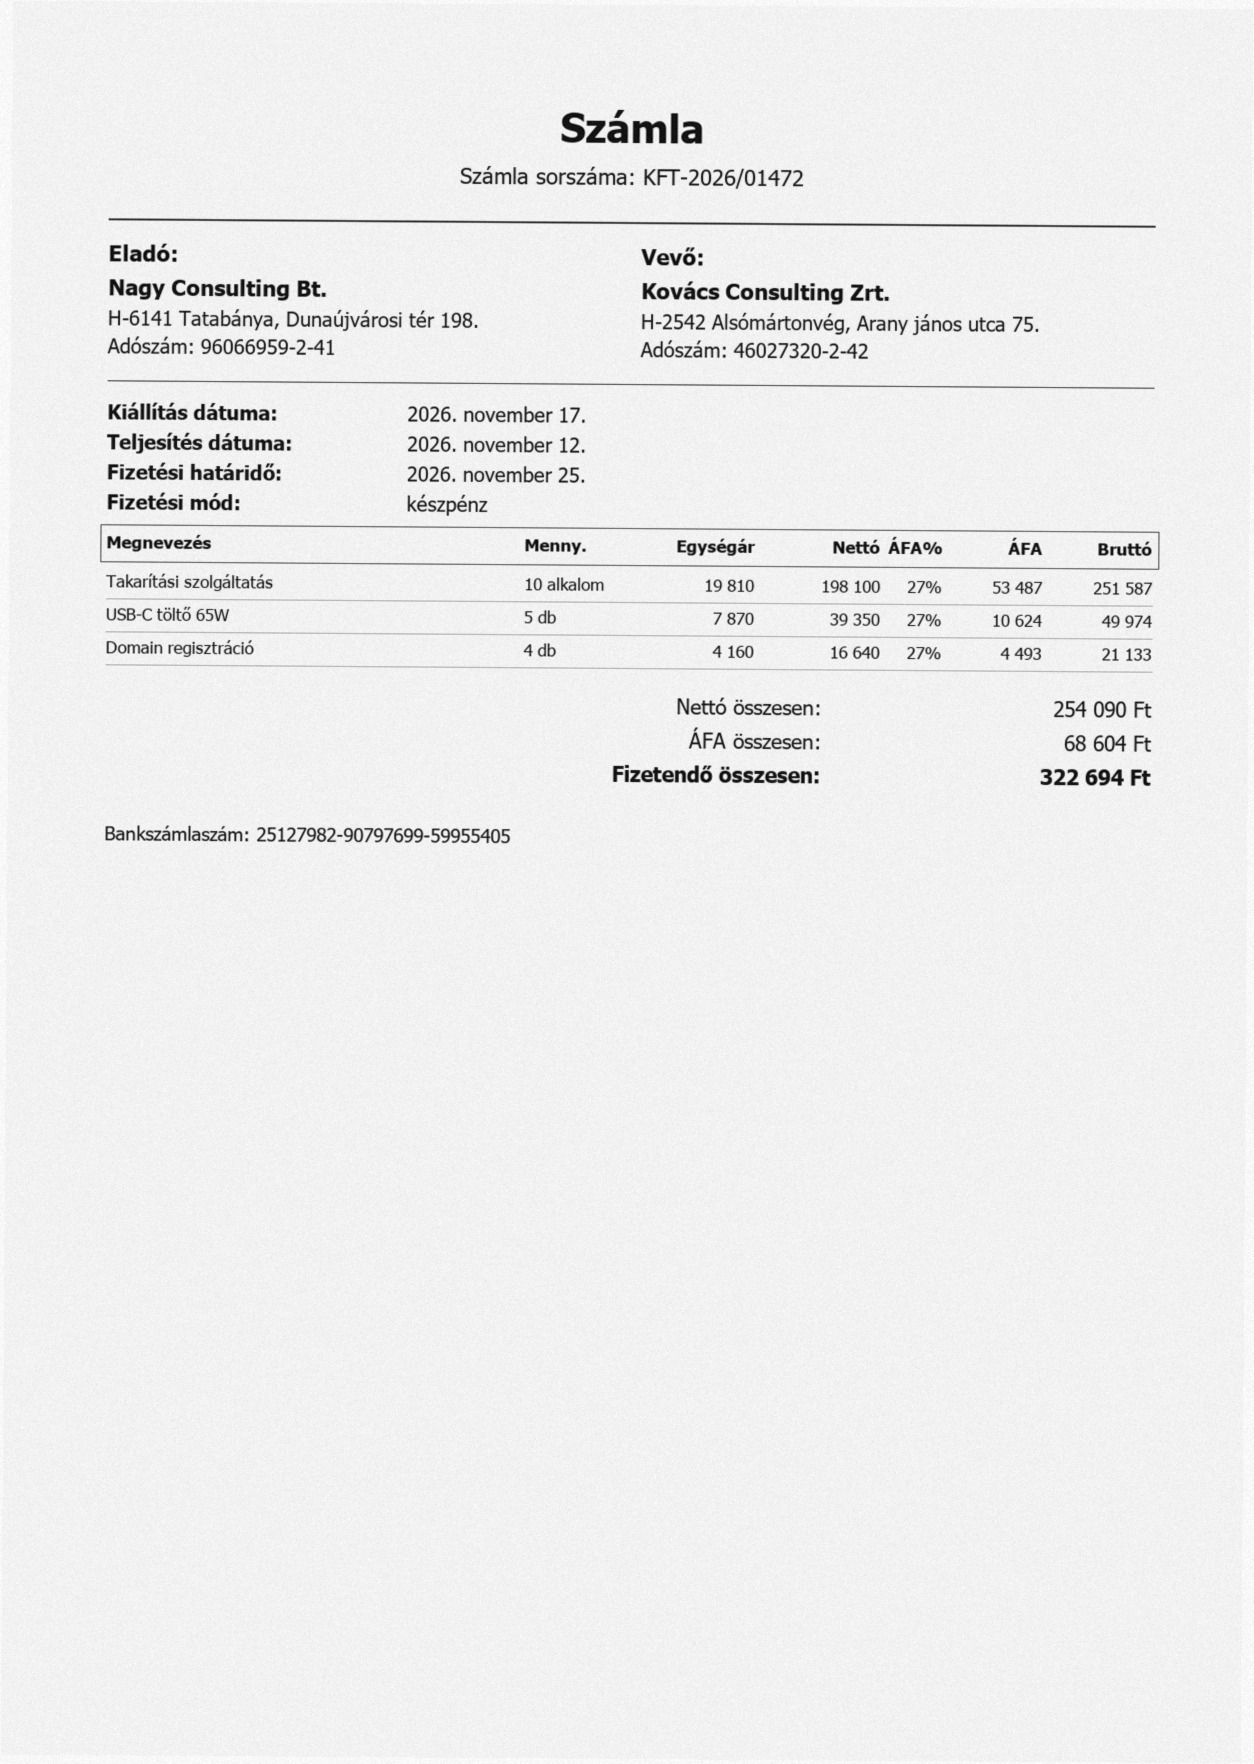 Számla
Számla sorszáma: KFT-2026/01472
Eladó:
Nagy Consulting Bt.
H-6141 Tatabánya, Dunaújvárosi tér 198.
Adószám: 96066959-2-41
Vevő:
Kovács Consulting Zrt.
H-2542 Alsómártonvég, Arany jános utca 75.
Adószám: 46027320-2-42
Kiállítás dátuma: 2026. november 17.
Teljesítés dátuma: 2026. november 12.
Fizetési határidő: 2026. november 25.
Fizetési mód: készpénz
Megnevezés Menny. Egységár Nettó ÁFA% ÁFA Bruttó
Takarítási szolgáltatás 10 alkalom 19 810 198 100 27% 53 487 251 587
USB-C töltő 65W 5 db 7 870 39 350 27% 10 624 49 974
Domain regisztráció 4 db 4 160 16 640 27% 4 493 21 133
Nettó összesen: 254 090 Ft
ÁFA összesen: 68 604 Ft
Fizetendő összesen: 322 694 Ft
Bankszámlaszám: 25127982-90797699-59955405